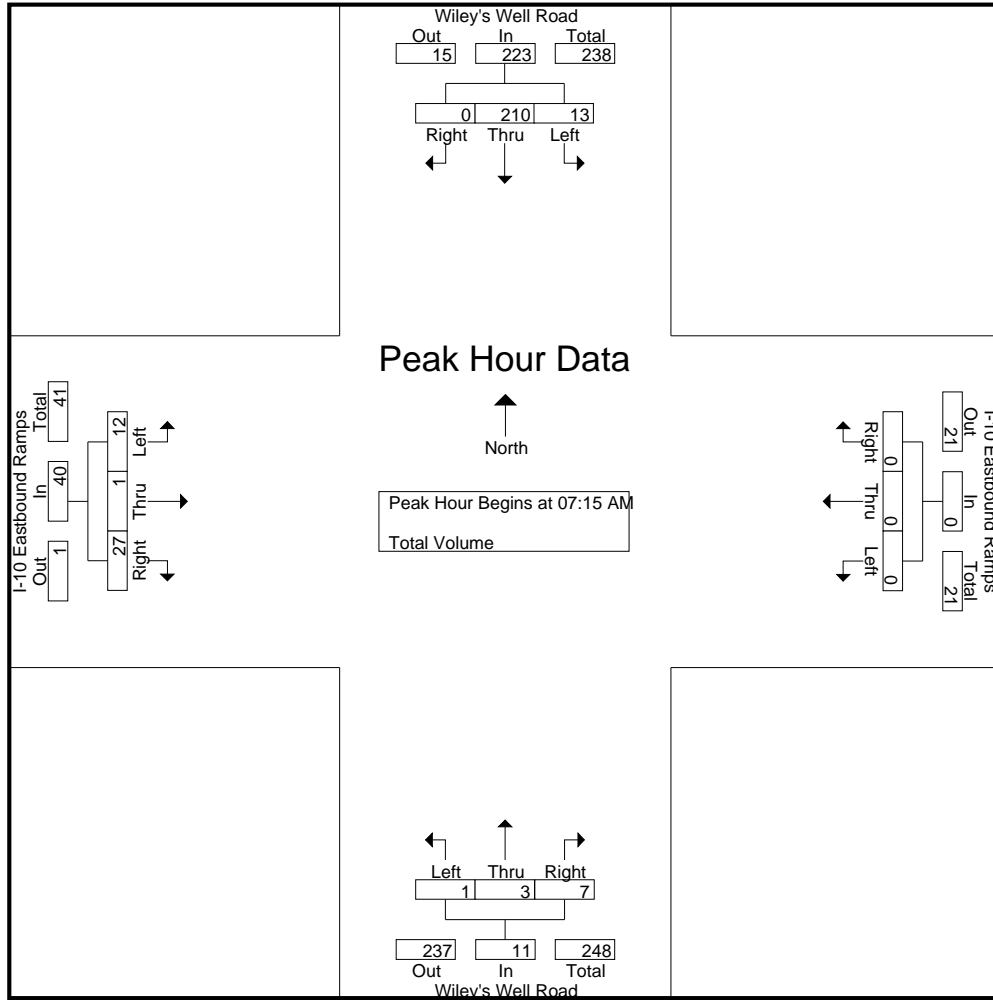 Wiley's Well Road
Out In Total
15 223 238
0 210 13
Right Thru Left
Peak Hour Data
North
Peak Hour Begins at 07:15 AM
Total Volume
I-10 Eastbound Ramps
Out In Total
1 40 41
27 1 12
Right Thru Left
I-10 Eastbound Ramps
Out In Total
21 0 21
0 0 0
Right Thru Left
Left Thru Right
1 3 7
237 11 248
Out In Total
Wiley's Well Road